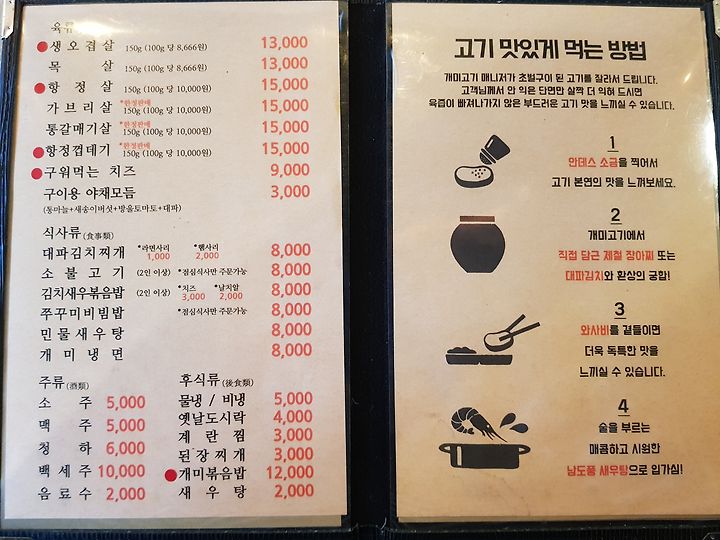 육류
생오겹살 150g (100g 당 8,666원) 13,000
목 살 150g (100g 당 8,666원) 13,000
항 정 살 150g (100g 당 10,000원) 15,000
가브리살 *한정판매 150g (100g 당 10,000원) 15,000
통갈매기살 *한정판매 150g (100g 당 10,000원) 15,000
항정껍데기 *한정판매 150g (100g 당 10,000원) 15,000
구워먹는 치즈 9,000
구이용 야채모듬 3,000
(통마늘+새송이버섯+방울토마토+대파)
식사류 (食事類)
대파김치찌개 *라면사리 1,000 *햄사리 2,000 8,000
소 불 고 기 (2인 이상) *점심식사만 주문가능 8,000
김치새우볶음밥 (2인 이상) *치즈 3,000 *날치알 2,000 8,000
쭈꾸미비빔밥 *점심식사만 주문가능 8,000
민물새우탕 8,000
개 미 냉 면 8,000
주류 (酒類)
소 주 5,000
맥 주 5,000
청 하 6,000
백 세 주 10,000
음 료 수 2,000
후식류 (後食類)
물냉 / 비냉 5,000
옛날도시락 4,000
계 란 찜 3,000
된 장 찌 개 3,000
개미볶음밥 12,000
새 우 탕 2,000
고기 맛있게 먹는 방법
개미고기 매니저가 초벌구이 된 고기를 잘라서 드립니다.
고객님께서 안 익은 단면만 살짝 더 익혀 드시면
육즙이 빠져나가지 않은 부드러운 고기 맛을 느끼실 수 있습니다.
1
안데스 소금을 찍어서
고기 본연의 맛을 느껴보세요.
2
개미고기에서
직접 담근 제철 장아찌 또는
대파김치와 환상의 궁합!
3
와사비를 곁들이면
더욱 독특한 맛을
느끼실 수 있습니다.
4
술을 부르는
매콤하고 시원한
남도풍 새우탕으로 입가심!